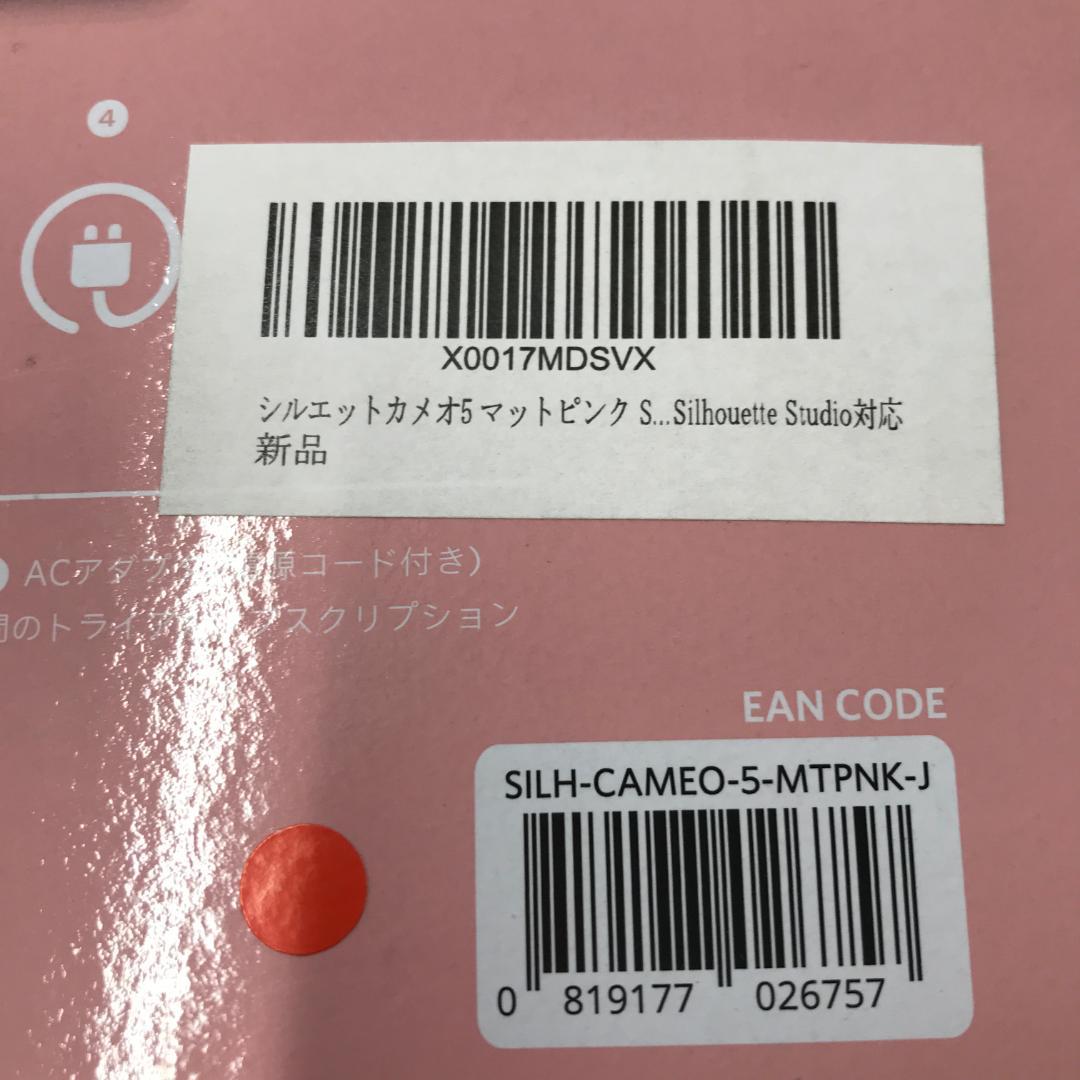 4
X0017MDSVX
シルエットカメオ5 マットピンク S...Silhouette Studio対応
新品
ACアダプ 源コード付き）
間のトライ スクリプション
EAN CODE
SILH-CAMEO-5-MTPNK-J
0 819177 026757